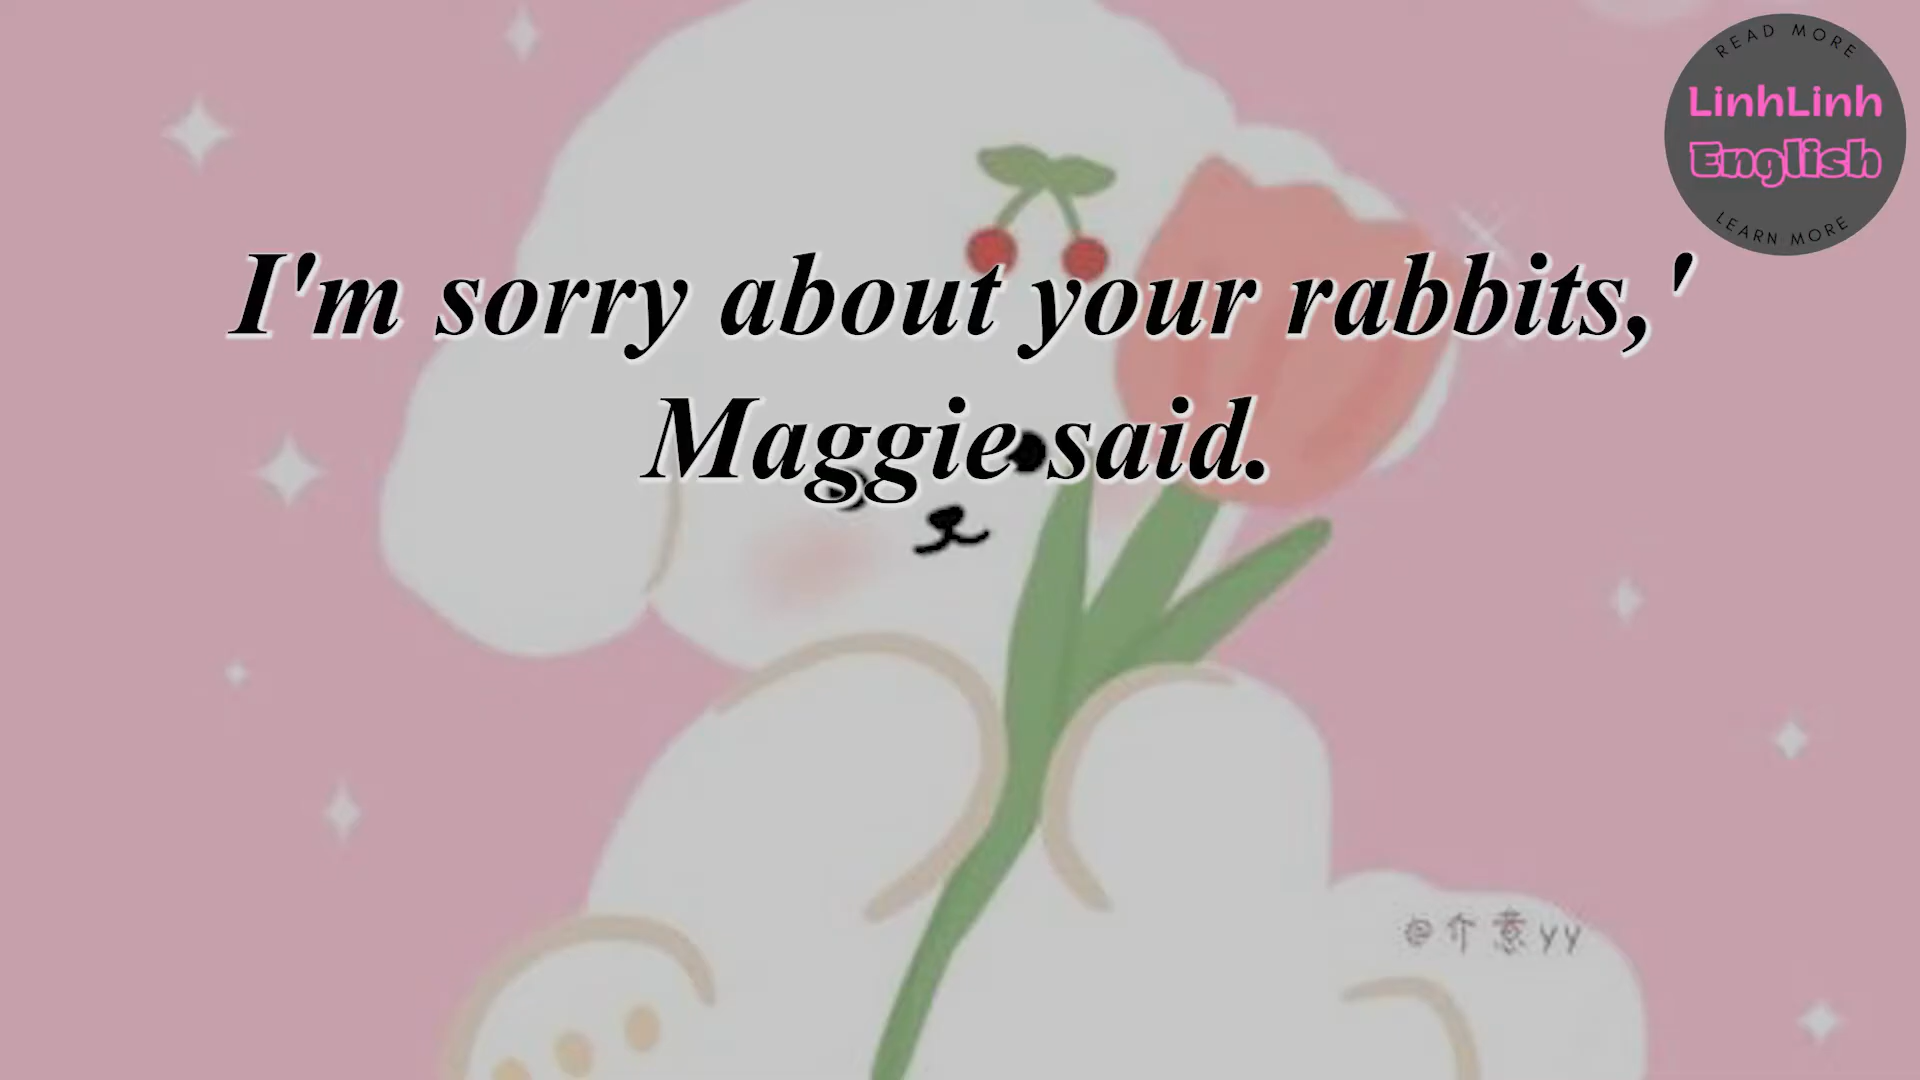 READ MORE
LinhLinh
English
LEARN MORE
I'm sorry about your rabbits,'
Maggie said.
@介意yy